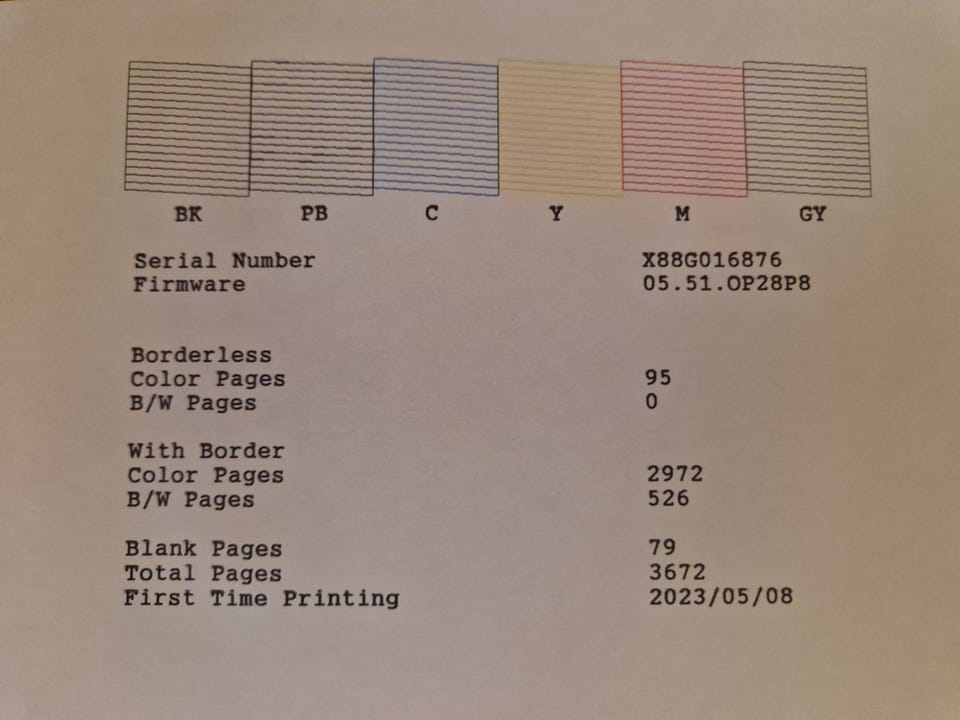 BK PB C Y M GY
Serial Number X88G016876
Firmware 05.51.OP28P8
Borderless
Color Pages 95
B/W Pages 0
With Border
Color Pages 2972
B/W Pages 526
Blank Pages 79
Total Pages 3672
First Time Printing 2023/05/08